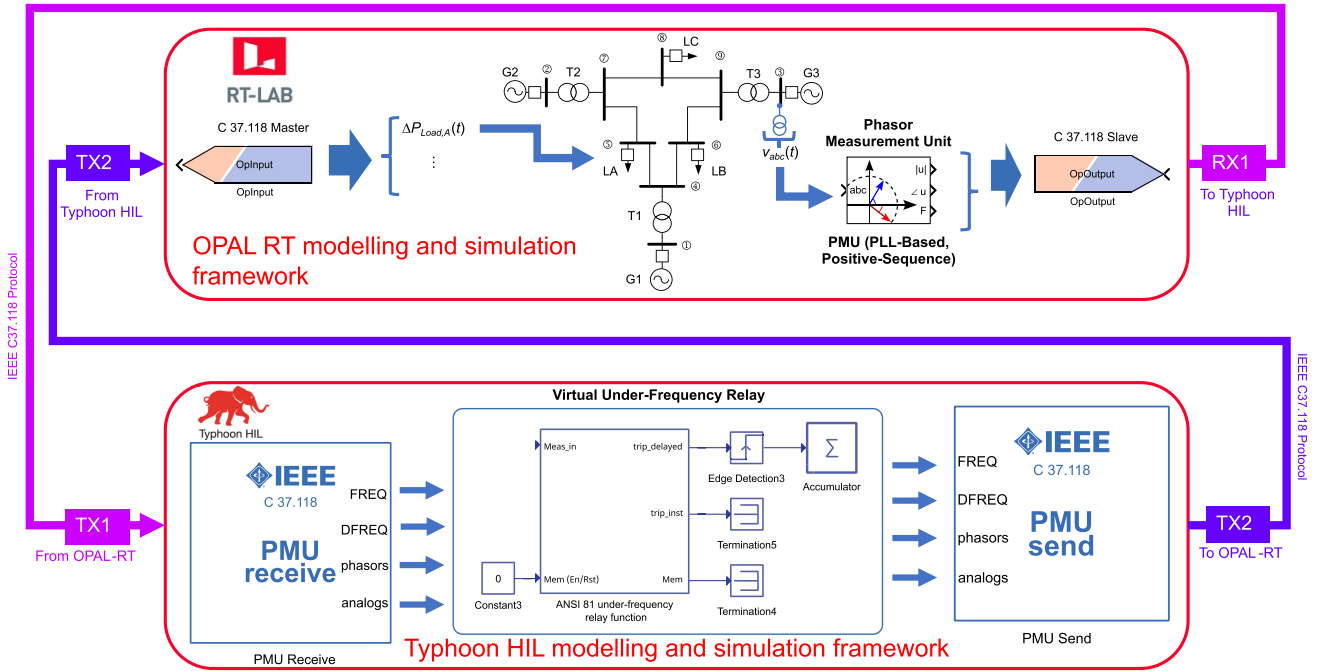 RT-LAB
C 37.118 Master
OpInput
OpInput
ΔP_Load,A(t)
⋮
G2
②
T2
⑦
⑧
LC
⑨
T3
③
G3
⑤
LA
⑥
LB
④
T1
①
G1
v_abc(t)
Phasor
Measurement Unit
abc
|u|
∠ u
F
PMU (PLL-Based,
Positive-Sequence)
C 37.118 Slave
OpOutput
OpOutput
TX2
From
Typhoon HIL
RX1
To Typhoon
HIL
OPAL RT modelling and simulation
framework
IEEE C37.118 Protocol
IEEE C37.118 Protocol
Typhoon HIL
IEEE
C 37.118
PMU
receive
FREQ
DFREQ
phasors
analogs
PMU Receive
TX1
From OPAL-RT
Virtual Under-Frequency Relay
Meas_in
trip_delayed
trip_inst
Mem (En/Rst)
Mem
0
Constant3
ANSI 81 under-frequency
relay function
Edge Detection3
Σ
Accumulator
Termination5
Termination4
FREQ
DFREQ
phasors
analogs
IEEE
C 37.118
PMU
send
PMU Send
TX2
To OPAL-RT
Typhoon HIL modelling and simulation framework